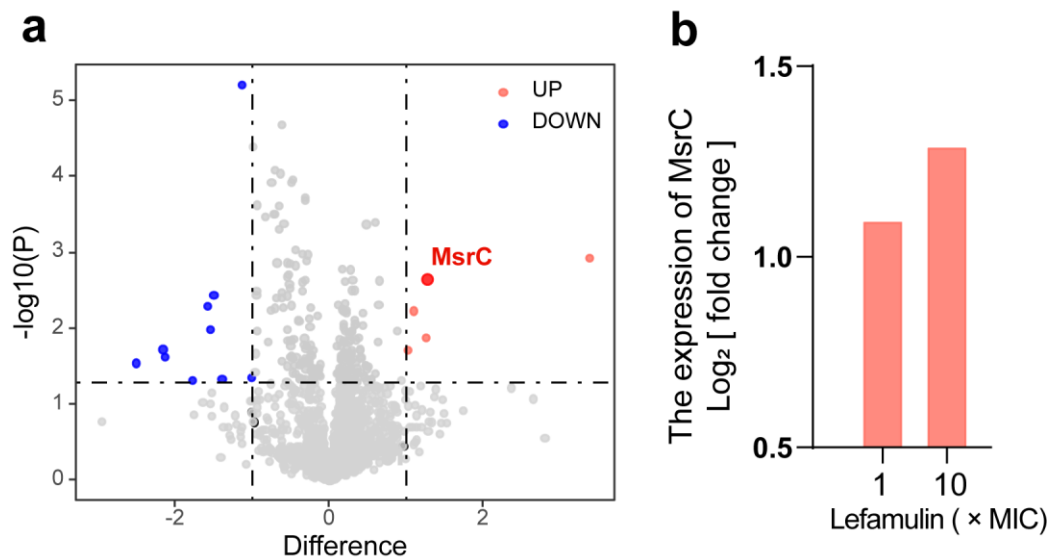 a
-log10(P)
5
4
3
2
1
0
-2
0
2
Difference
UP
DOWN
MsrC
b
The expression of MsrC
Log₂ [ fold change ]
1.5
1.0
0.5
1
10
Lefamulin ( × MIC)